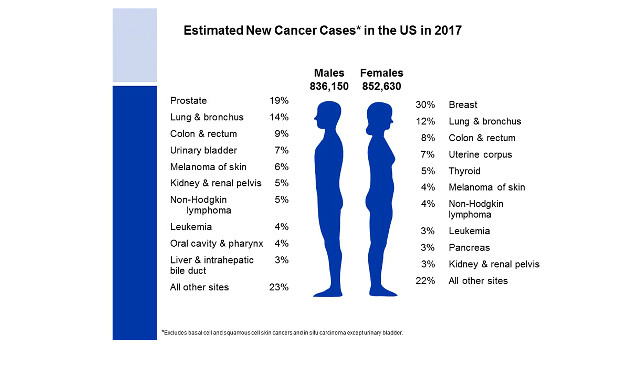 Estimated New Cancer Cases* in the US in 2017
Males Females
836,150 852,630
Prostate 19%
Lung & bronchus 14%
Colon & rectum 9%
Urinary bladder 7%
Melanoma of skin 6%
Kidney & renal pelvis 5%
Non-Hodgkin 5%
lymphoma
Leukemia 4%
Oral cavity & pharynx 4%
Liver & intrahepatic 3%
bile duct
All other sites 23%
30% Breast
12% Lung & bronchus
8% Colon & rectum
7% Uterine corpus
5% Thyroid
4% Melanoma of skin
4% Non-Hodgkin
lymphoma
3% Leukemia
3% Pancreas
3% Kidney & renal pelvis
22% All other sites
*Excludes basal cell and squamous cell skin cancers and in situ carcinoma except urinary bladder.